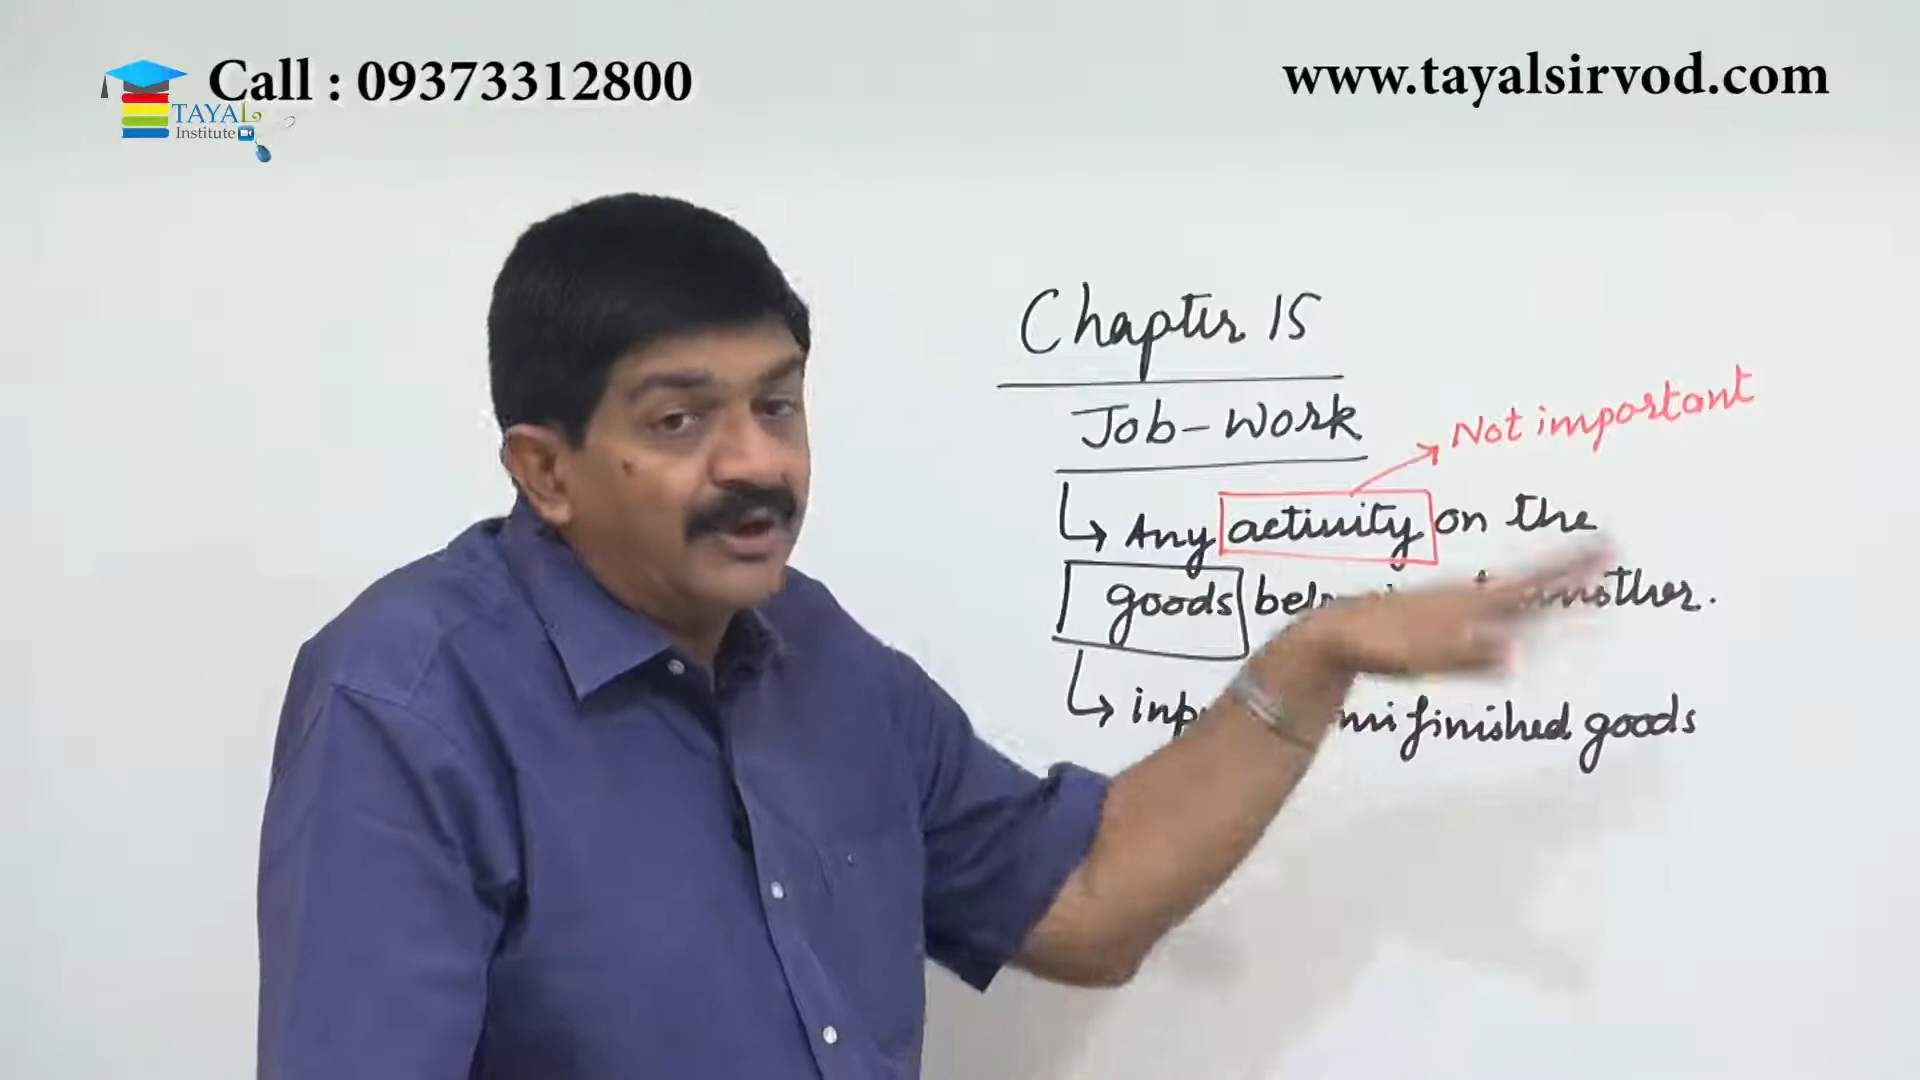 Call : 09373312800
www.tayalsirvod.com
TAYAL
Institute
Chapter 15
Job-Work
Not important
Any activity on the
goods another.
finished goods